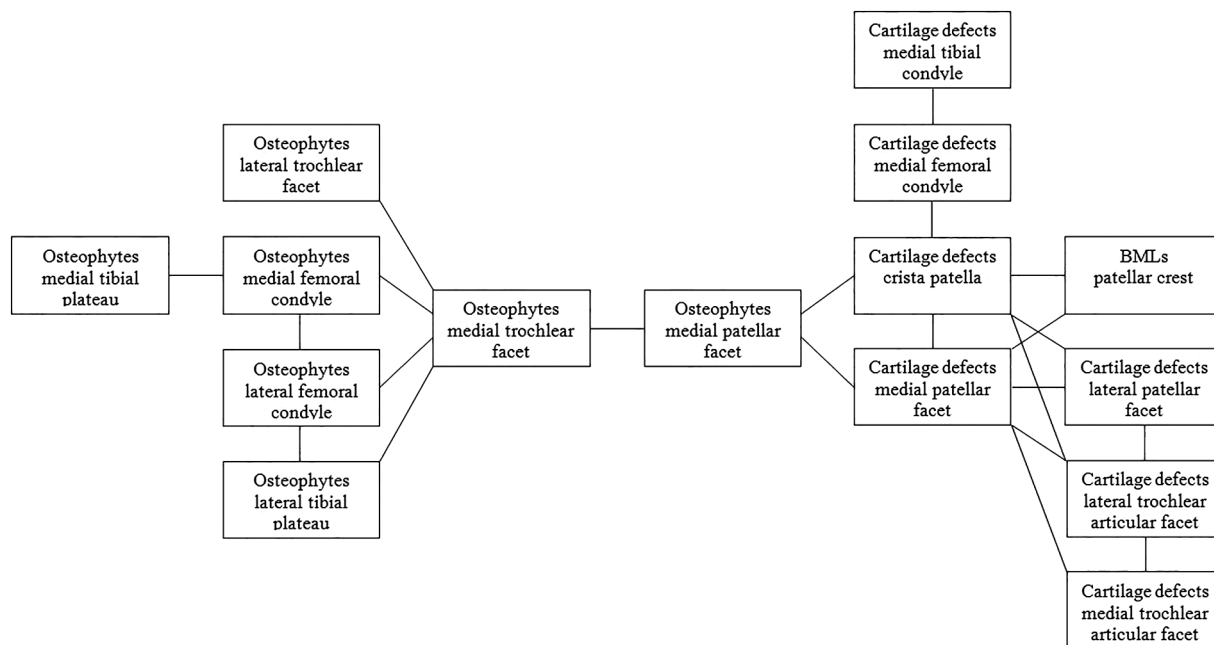 Cartilage defects
medial tibial
condyle
Osteophytes
lateral trochlear
facet
Cartilage defects
medial femoral
condyle
Osteophytes
medial tibial
plateau
Osteophytes
medial femoral
condyle
Cartilage defects
crista patella
BMLs
patellar crest
Osteophytes
medial trochlear
facet
Osteophytes
medial patellar
facet
Osteophytes
lateral femoral
condyle
Cartilage defects
medial patellar
facet
Cartilage defects
lateral patellar
facet
Osteophytes
lateral tibial
plateau
Cartilage defects
lateral trochlear
articular facet
Cartilage defects
medial trochlear
articular facet